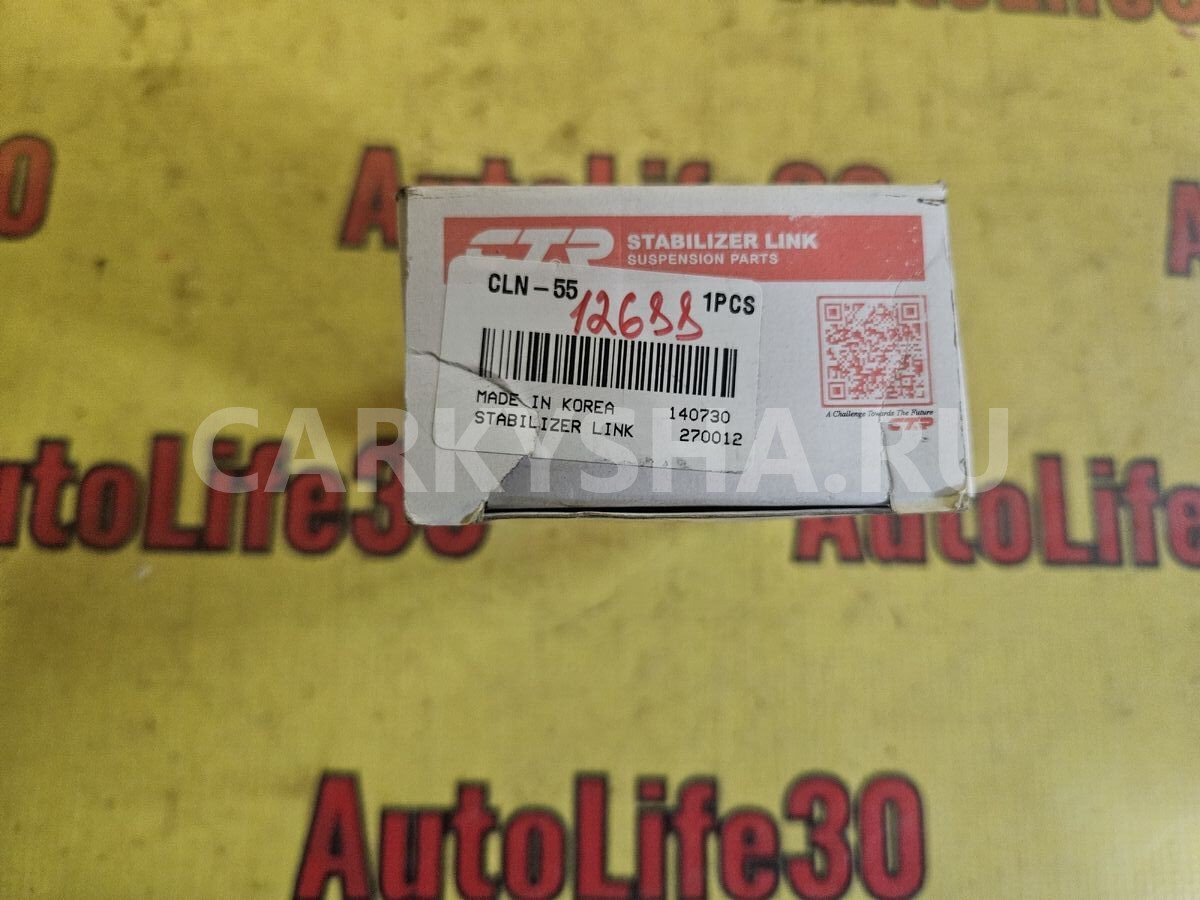 AutoLife30
CTR
STABILIZER LINK
SUSPENSION PARTS
CLN-55
1PCS
12688
MADE IN KOREA 140730
STABILIZER LINK 270012
A Challenge Towards The Future
CTR
CARKYSHA.RU
AutoLife30
AutoLife
AutoLife30